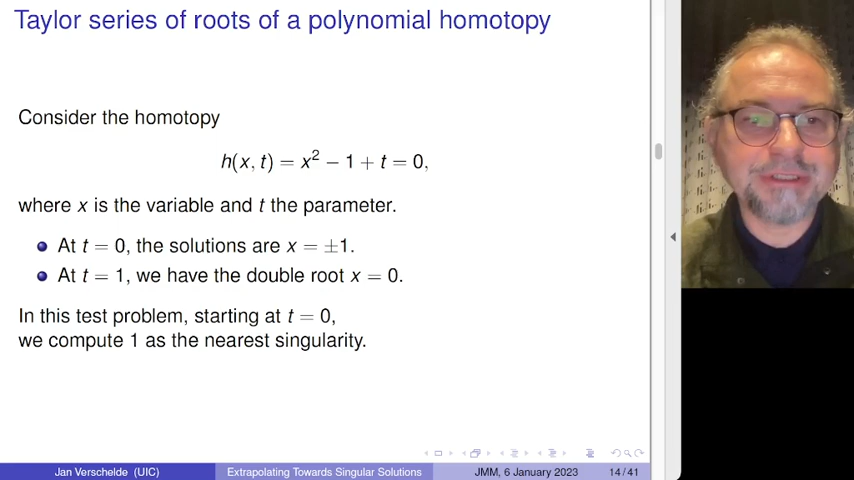 Taylor series of roots of a polynomial homotopy
Consider the homotopy
h(x, t) = x² − 1 + t = 0,
where x is the variable and t the parameter.
At t = 0, the solutions are x = ±1.
At t = 1, we have the double root x = 0.
In this test problem, starting at t = 0,
we compute 1 as the nearest singularity.
Jan Verschelde (UIC) Extrapolating Towards Singular Solutions JMM, 6 January 2023 14 / 41